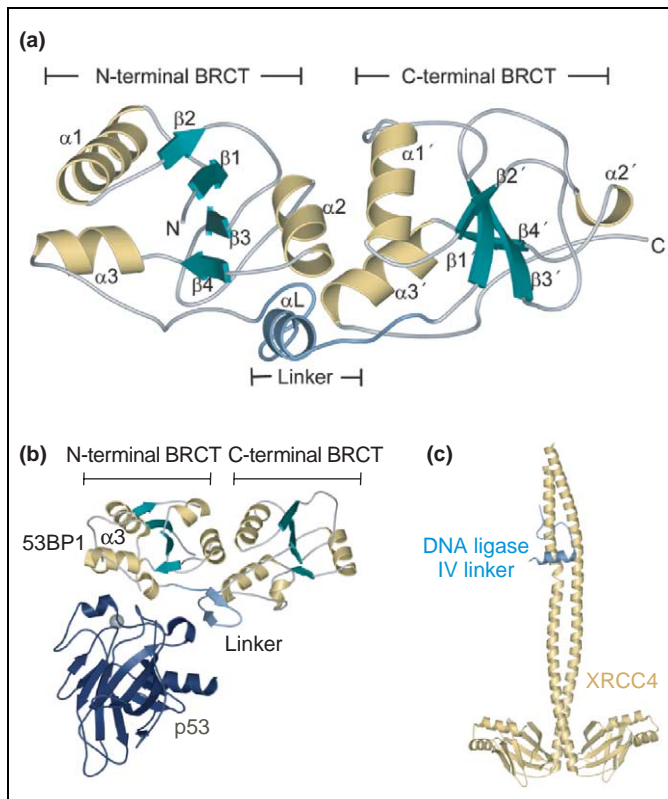 (a)
N-terminal BRCT
C-terminal BRCT
α1
β2
β1
N
β3
α2
α3
β4
αL
Linker
α1´
β2´
α2´
β4´
β1´
β3´
α3´
C
(b)
N-terminal BRCT C-terminal BRCT
53BP1
α3
Linker
p53
(c)
DNA ligase
IV linker
XRCC4